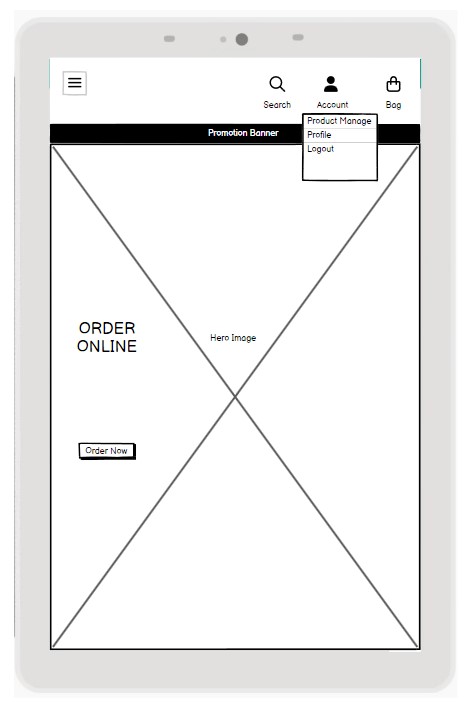 Search
Account
Bag
Product Manage
Promotion Banner
Profile
Logout
ORDER
ONLINE
Hero Image
Order Now